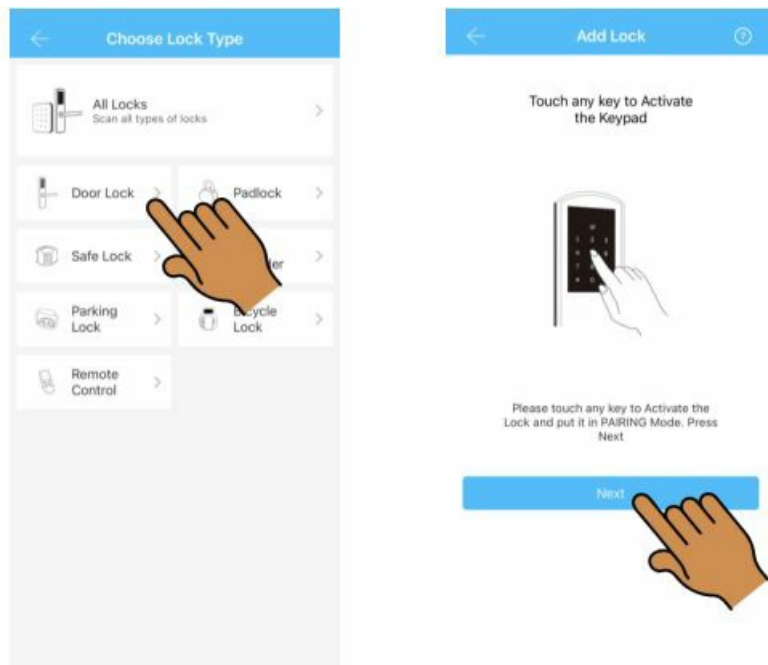 Choose Lock Type
All Locks
Scan all types of locks
Door Lock
Padlock
Safe Lock
Parking
Lock
Bicycle
Lock
Remote
Control
Add Lock
?
Touch any key to Activate
the Keypad
Please touch any key to Activate the
Lock and put it in PAIRING Mode. Press
Next
Next